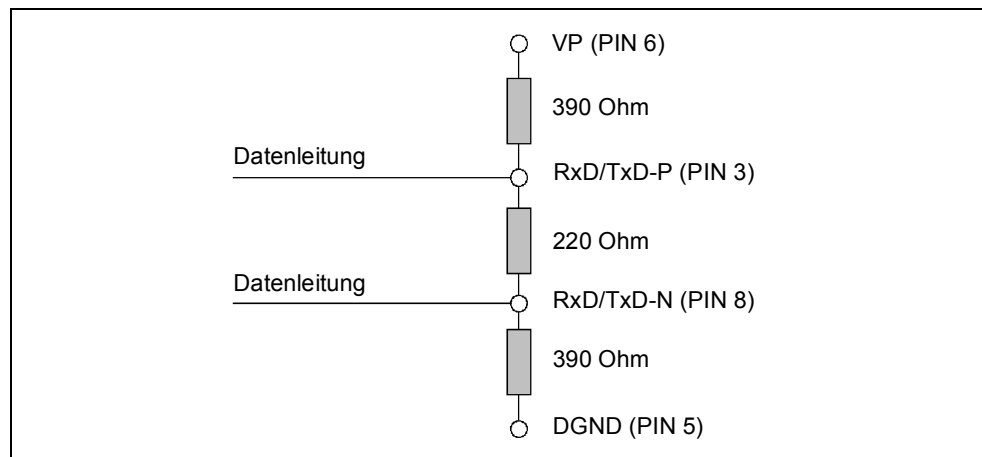 VP (PIN 6)
390 Ohm
Datenleitung
RxD/TxD-P (PIN 3)
220 Ohm
Datenleitung
RxD/TxD-N (PIN 8)
390 Ohm
DGND (PIN 5)